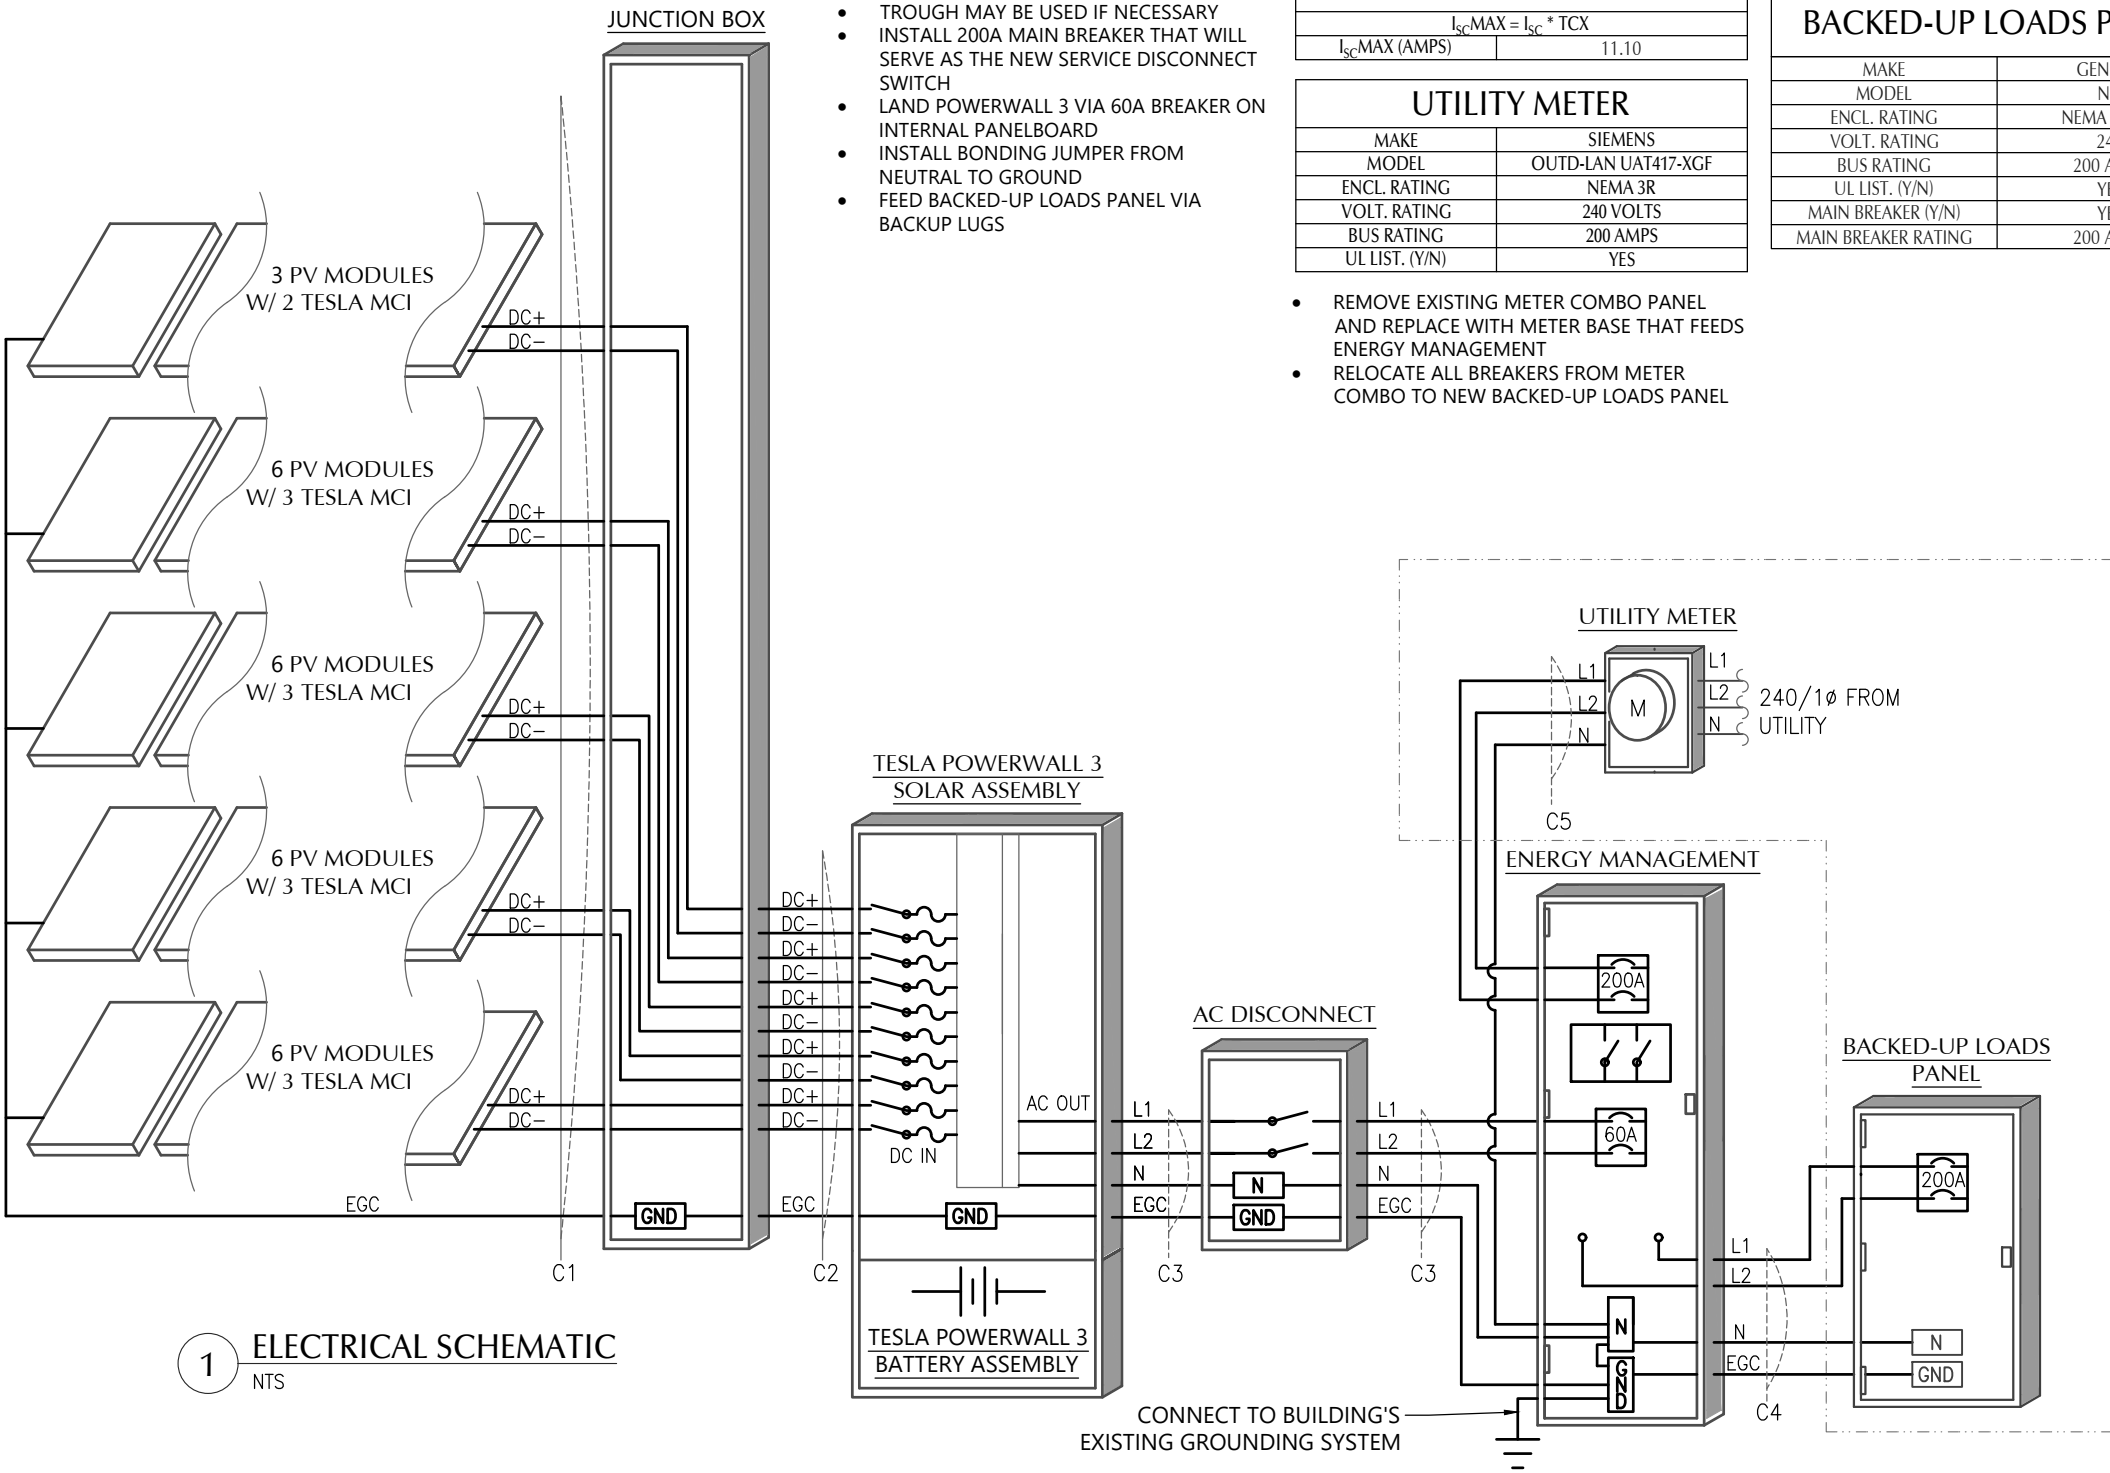 JUNCTION BOX
• TROUGH MAY BE USED IF NECESSARY
• INSTALL 200A MAIN BREAKER THAT WILL
SERVE AS THE NEW SERVICE DISCONNECT
SWITCH
• LAND POWERWALL 3 VIA 60A BREAKER ON
INTERNAL PANELBOARD
• INSTALL BONDING JUMPER FROM
NEUTRAL TO GROUND
• FEED BACKED-UP LOADS PANEL VIA
BACKUP LUGS
ISCMAX = ISC * TCX
ISCMAX (AMPS) 11.10
UTILITY METER
MAKE SIEMENS
MODEL OUTD-LAN UAT417-XGF
ENCL. RATING NEMA 3R
VOLT. RATING 240 VOLTS
BUS RATING 200 AMPS
UL LIST. (Y/N) YES
• REMOVE EXISTING METER COMBO PANEL
AND REPLACE WITH METER BASE THAT FEEDS
ENERGY MANAGEMENT
• RELOCATE ALL BREAKERS FROM METER
COMBO TO NEW BACKED-UP LOADS PANEL
BACKED-UP LOADS P
MAKE GEN
MODEL N
ENCL. RATING NEMA
VOLT. RATING 24
BUS RATING 200
UL LIST. (Y/N) YE
MAIN BREAKER (Y/N) YE
MAIN BREAKER RATING 200
3 PV MODULES
W/ 2 TESLA MCI
DC+
DC-
6 PV MODULES
W/ 3 TESLA MCI
DC+
DC-
6 PV MODULES
W/ 3 TESLA MCI
DC+
DC-
6 PV MODULES
W/ 3 TESLA MCI
DC+
DC-
6 PV MODULES
W/ 3 TESLA MCI
DC+
DC-
EGC
C1
GND
DC+
DC-
DC+
DC-
DC+
DC-
DC+
DC-
DC+
DC-
EGC
C2
TESLA POWERWALL 3
SOLAR ASSEMBLY
DC IN
AC OUT
GND
TESLA POWERWALL 3
BATTERY ASSEMBLY
L1
L2
N
EGC
C3
AC DISCONNECT
N
GND
L1
L2
N
EGC
C3
UTILITY METER
L1
L2
N
M
L1
L2
N
240/1ø FROM
UTILITY
C5
ENERGY MANAGEMENT
200A
60A
N
GND
L1
L2
N
EGC
C4
BACKED-UP LOADS
PANEL
200A
N
GND
CONNECT TO BUILDING'S
EXISTING GROUNDING SYSTEM
1 ELECTRICAL SCHEMATIC
NTS